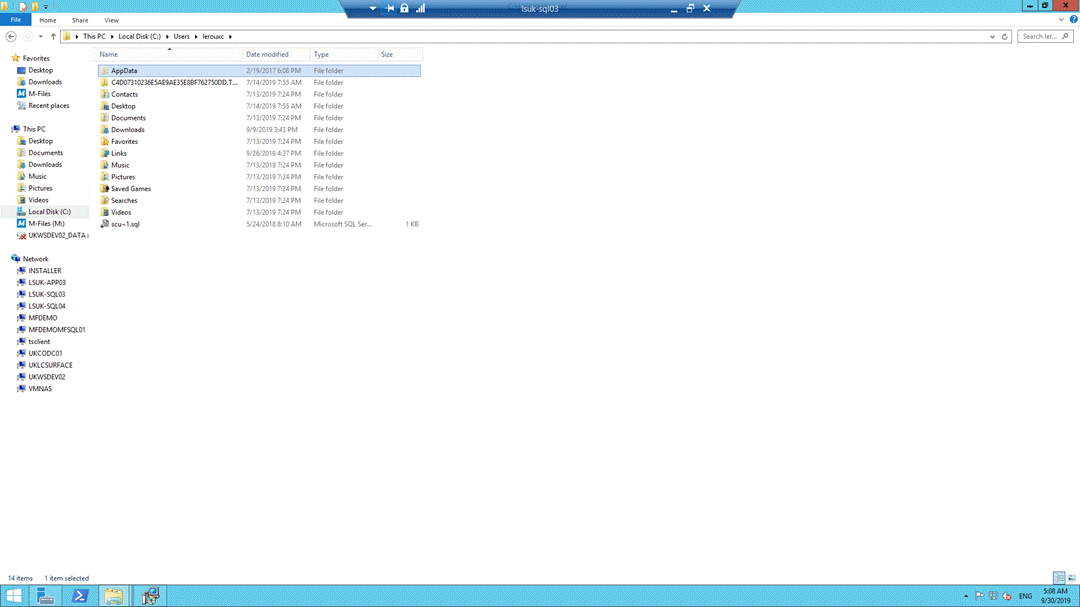 lsuk-sql03
File Home Share View
This PC Local Disk (C:) Users lerouxc
Search ler...
Name Date modified Type Size
Favorites
Desktop
Downloads
M-Files
Recent places
This PC
Desktop
Documents
Downloads
Music
Pictures
Videos
Local Disk (C:)
M-Files (M:)
UKWSDEV02_DATA (
Network
INSTALLER
LSUK-APP03
LSUK-SQL03
LSUK-SQL04
MFDEMO
MFDEMOMFSQL01
tsclient
UKCODC01
UKLCSURFACE
UKWSDEV02
VMNAS
AppData 2/19/2017 6:08 PM File folder
C4D07310236E5AE9AE35E8BF762750DD.T... 7/14/2019 7:55 AM File folder
Contacts 7/13/2019 7:24 PM File folder
Desktop 7/14/2019 7:55 AM File folder
Documents 7/13/2019 7:24 PM File folder
Downloads 9/9/2019 3:43 PM File folder
Favorites 7/13/2019 7:24 PM File folder
Links 9/26/2019 4:37 PM File folder
Music 7/13/2019 7:24 PM File folder
Pictures 7/13/2019 7:24 PM File folder
Saved Games 7/13/2019 7:24 PM File folder
Searches 7/13/2019 7:24 PM File folder
Videos 7/13/2019 7:24 PM File folder
scu~1.sql 5/24/2018 8:10 AM Microsoft SQL Ser... 1 KB
14 items 1 item selected
ENG
5:08 AM
9/30/2019